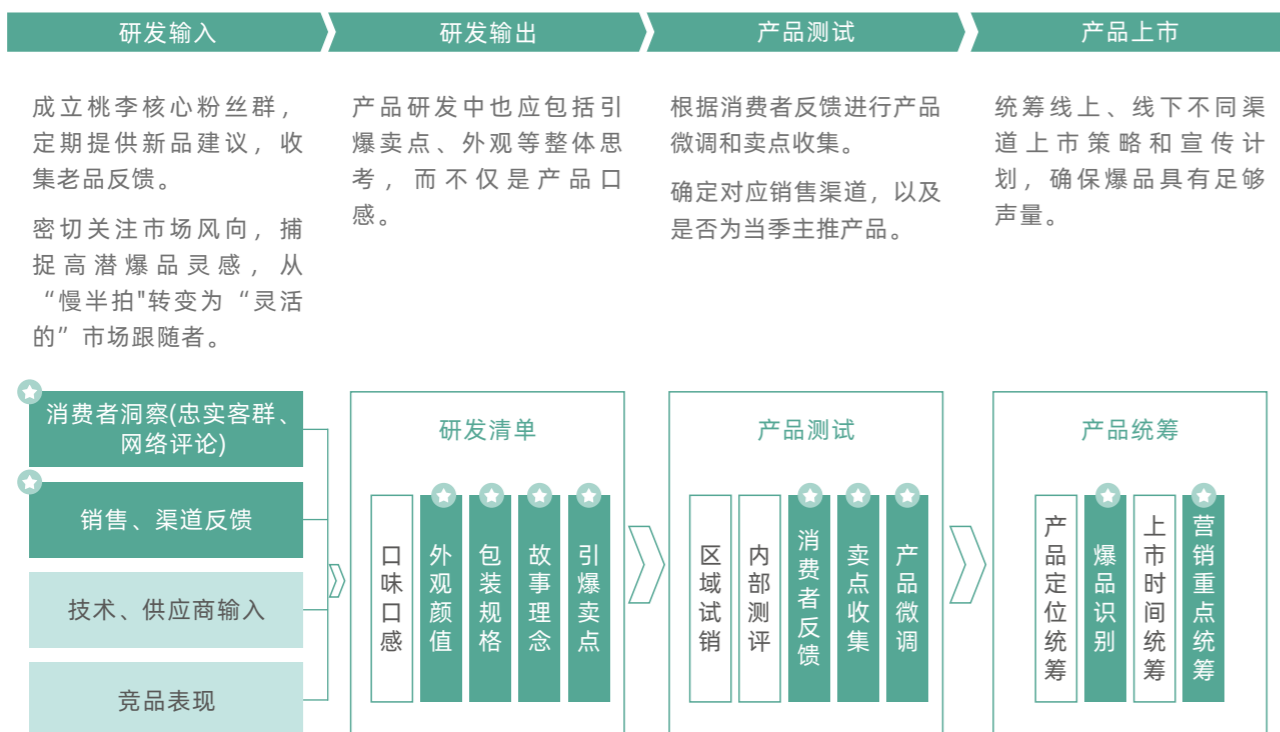 研发输入
研发输出
产品测试
产品上市
成立桃李核心粉丝群，
定期提供新品建议，收
集老品反馈。
密切关注市场风向，捕
捉高潜爆品灵感，从
“慢半拍"转变为“灵活
的”市场跟随者。
产品研发中也应包括引
爆卖点、外观等整体思
考，而不仅是产品口
感。
根据消费者反馈进行产品
微调和卖点收集。
确定对应销售渠道，以及
是否为当季主推产品。
统筹线上、线下不同渠
道上市策略和宣传计
划，确保爆品具有足够
声量。
消费者洞察(忠实客群、
网络评论)
销售、渠道反馈
技术、供应商输入
竞品表现
研发清单
口味口感
外观颜值
包装规格
故事理念
引爆卖点
产品测试
区域试销
内部测评
消费者反馈
卖点收集
产品微调
产品统筹
产品定位统筹
爆品识别
上市时间统筹
营销重点统筹